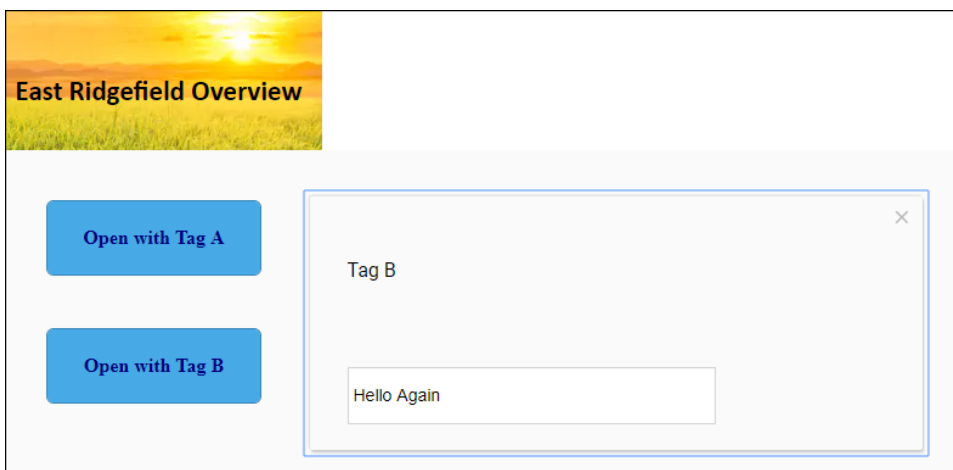 East Ridgefield Overview
Open with Tag A
Tag B
Open with Tag B
Hello Again